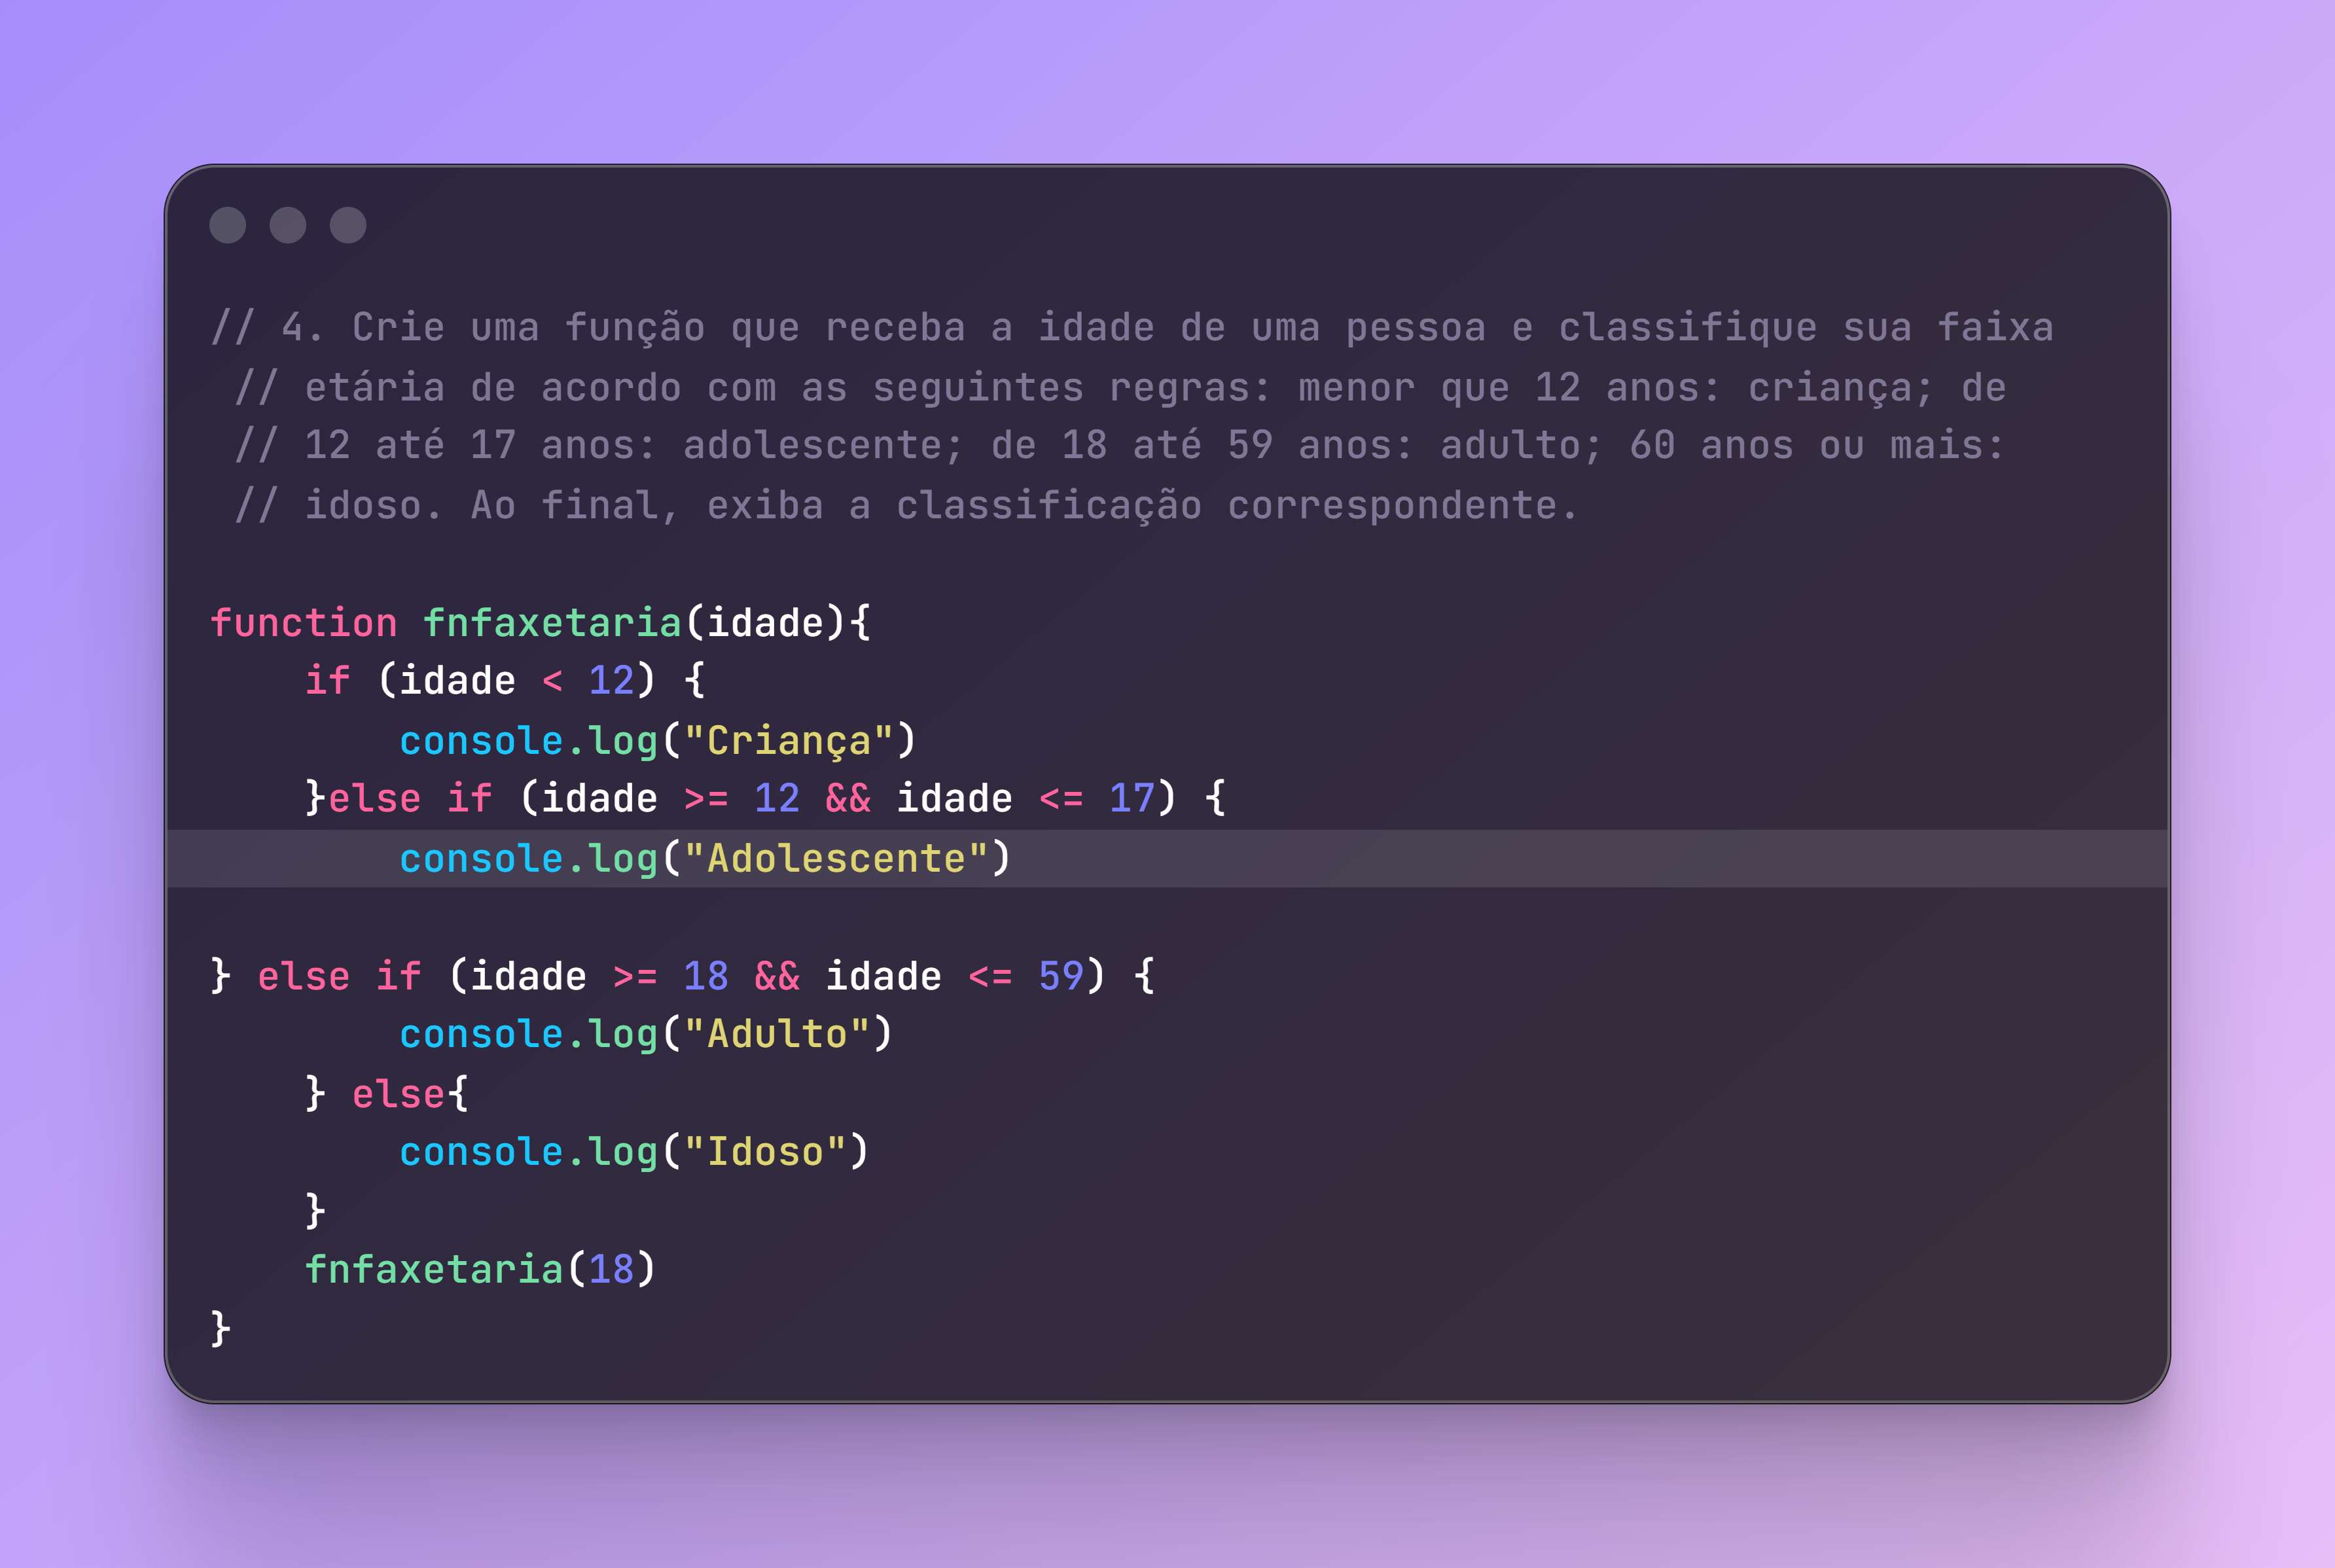 // 4. Crie uma função que receba a idade de uma pessoa e classifique sua faixa
 // etária de acordo com as seguintes regras: menor que 12 anos: criança; de
 // 12 até 17 anos: adolescente; de 18 até 59 anos: adulto; 60 anos ou mais:
 // idoso. Ao final, exiba a classificação correspondente.

function fnfaxetaria(idade){
    if (idade < 12) {
        console.log("Criança")
    }else if (idade >= 12 && idade <= 17) {
        console.log("Adolescente")

} else if (idade >= 18 && idade <= 59) {
        console.log("Adulto")
    } else{
        console.log("Idoso")
    }
    fnfaxetaria(18)
}